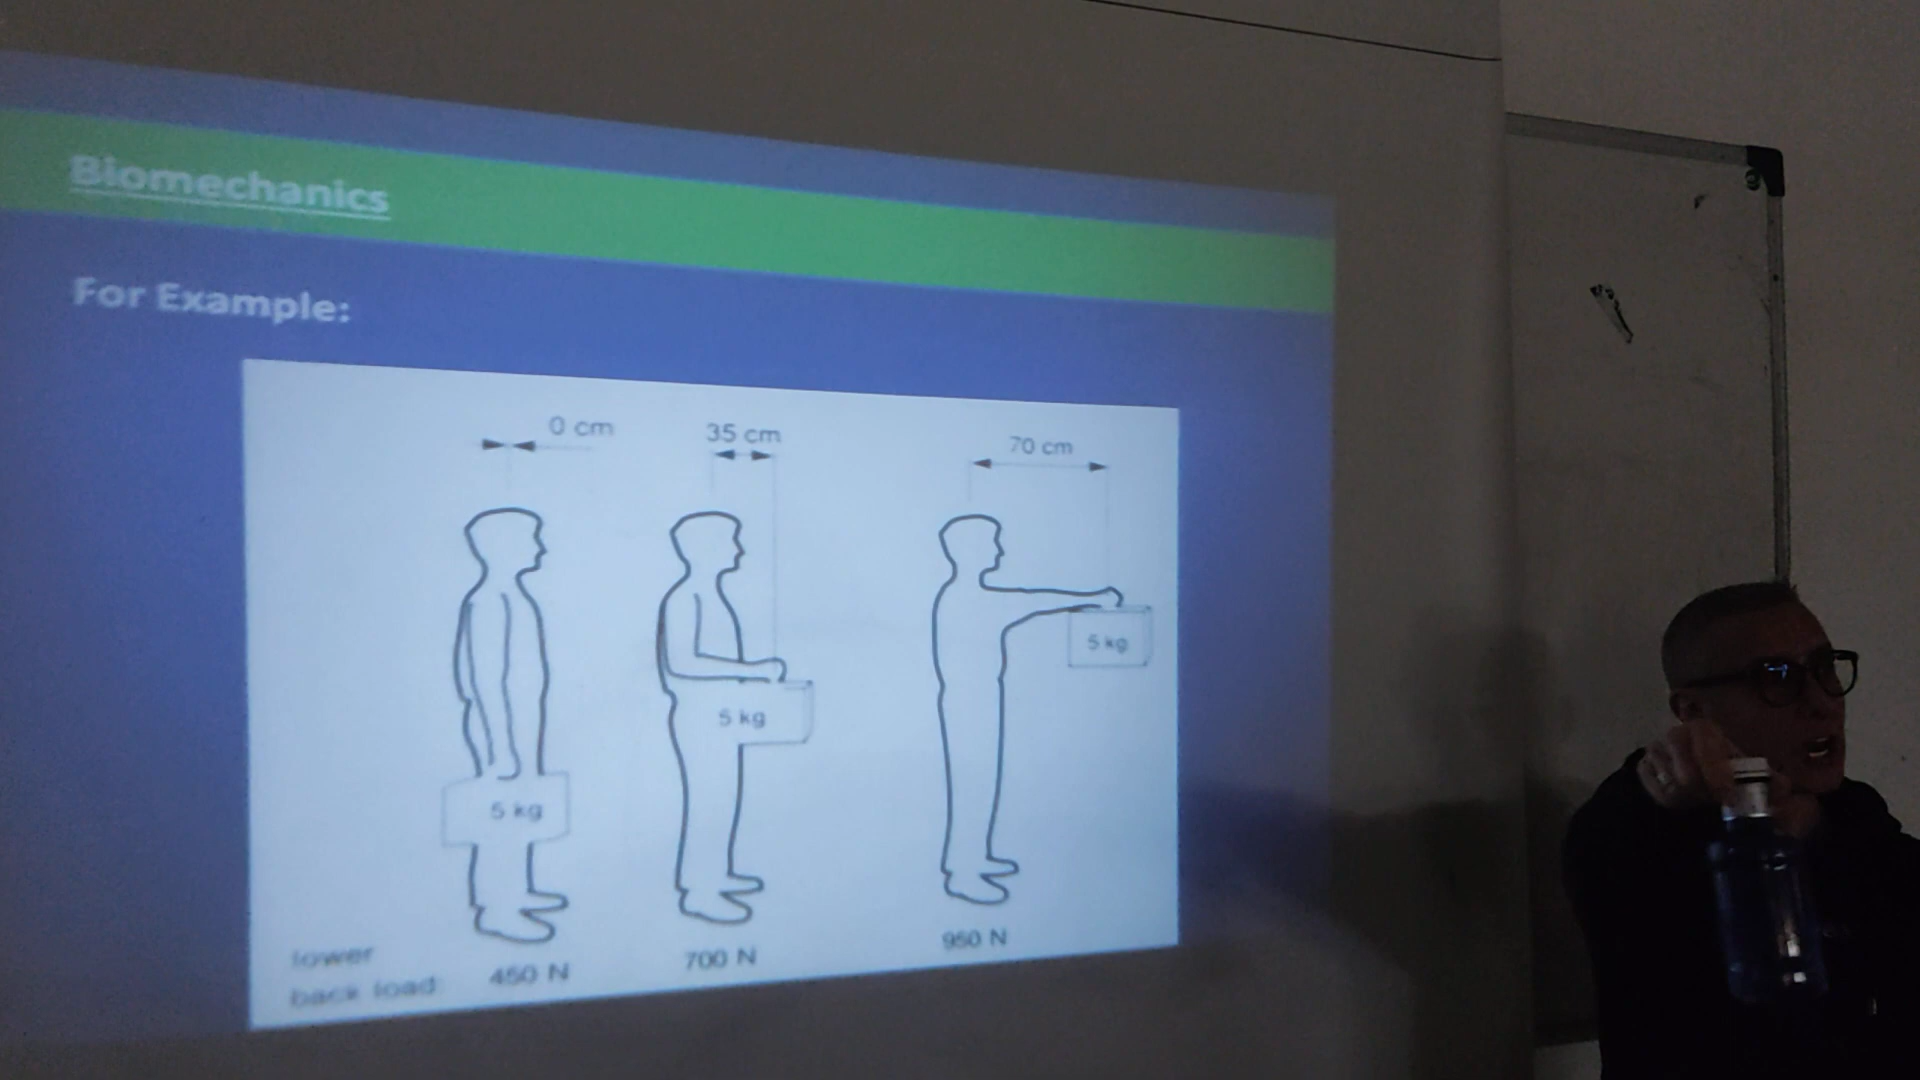 Biomechanics
For Example:
0 cm
35 cm
70 cm
5 kg
5 kg
5 kg
lower
back load:
450 N
700 N
950 N